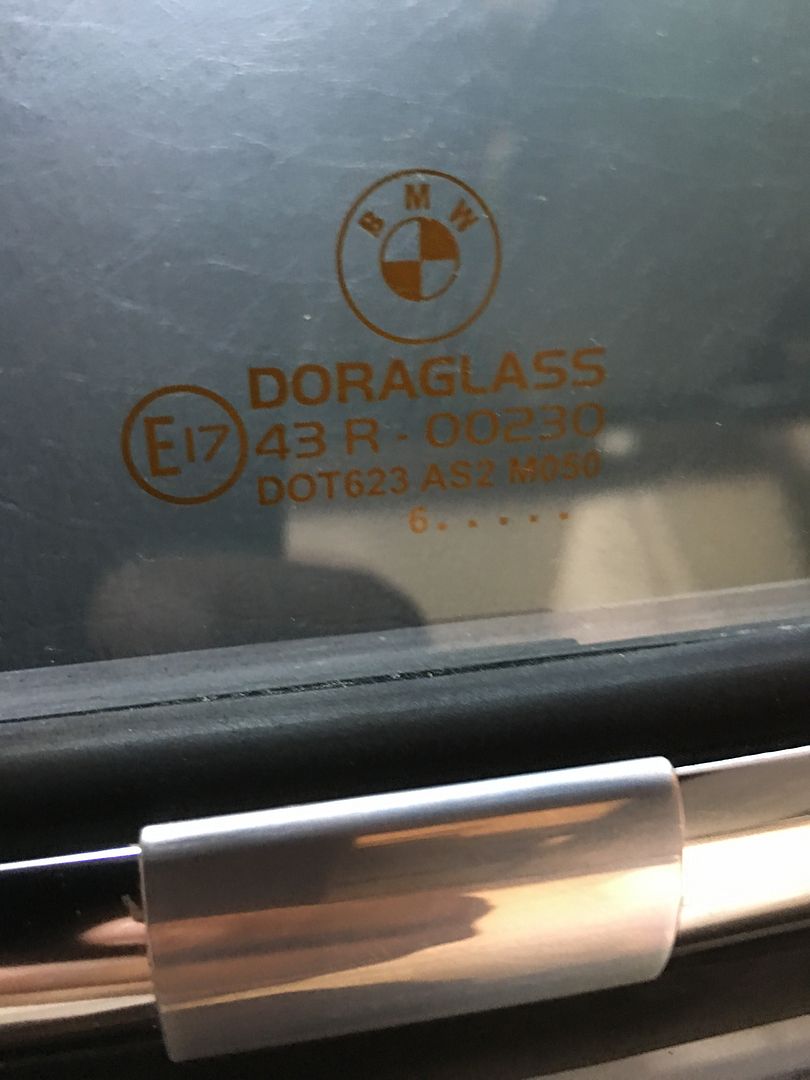 BMW
DORAGLASS
E17 43 R - 00230
DOT623 AS2 M050
6. . . . .